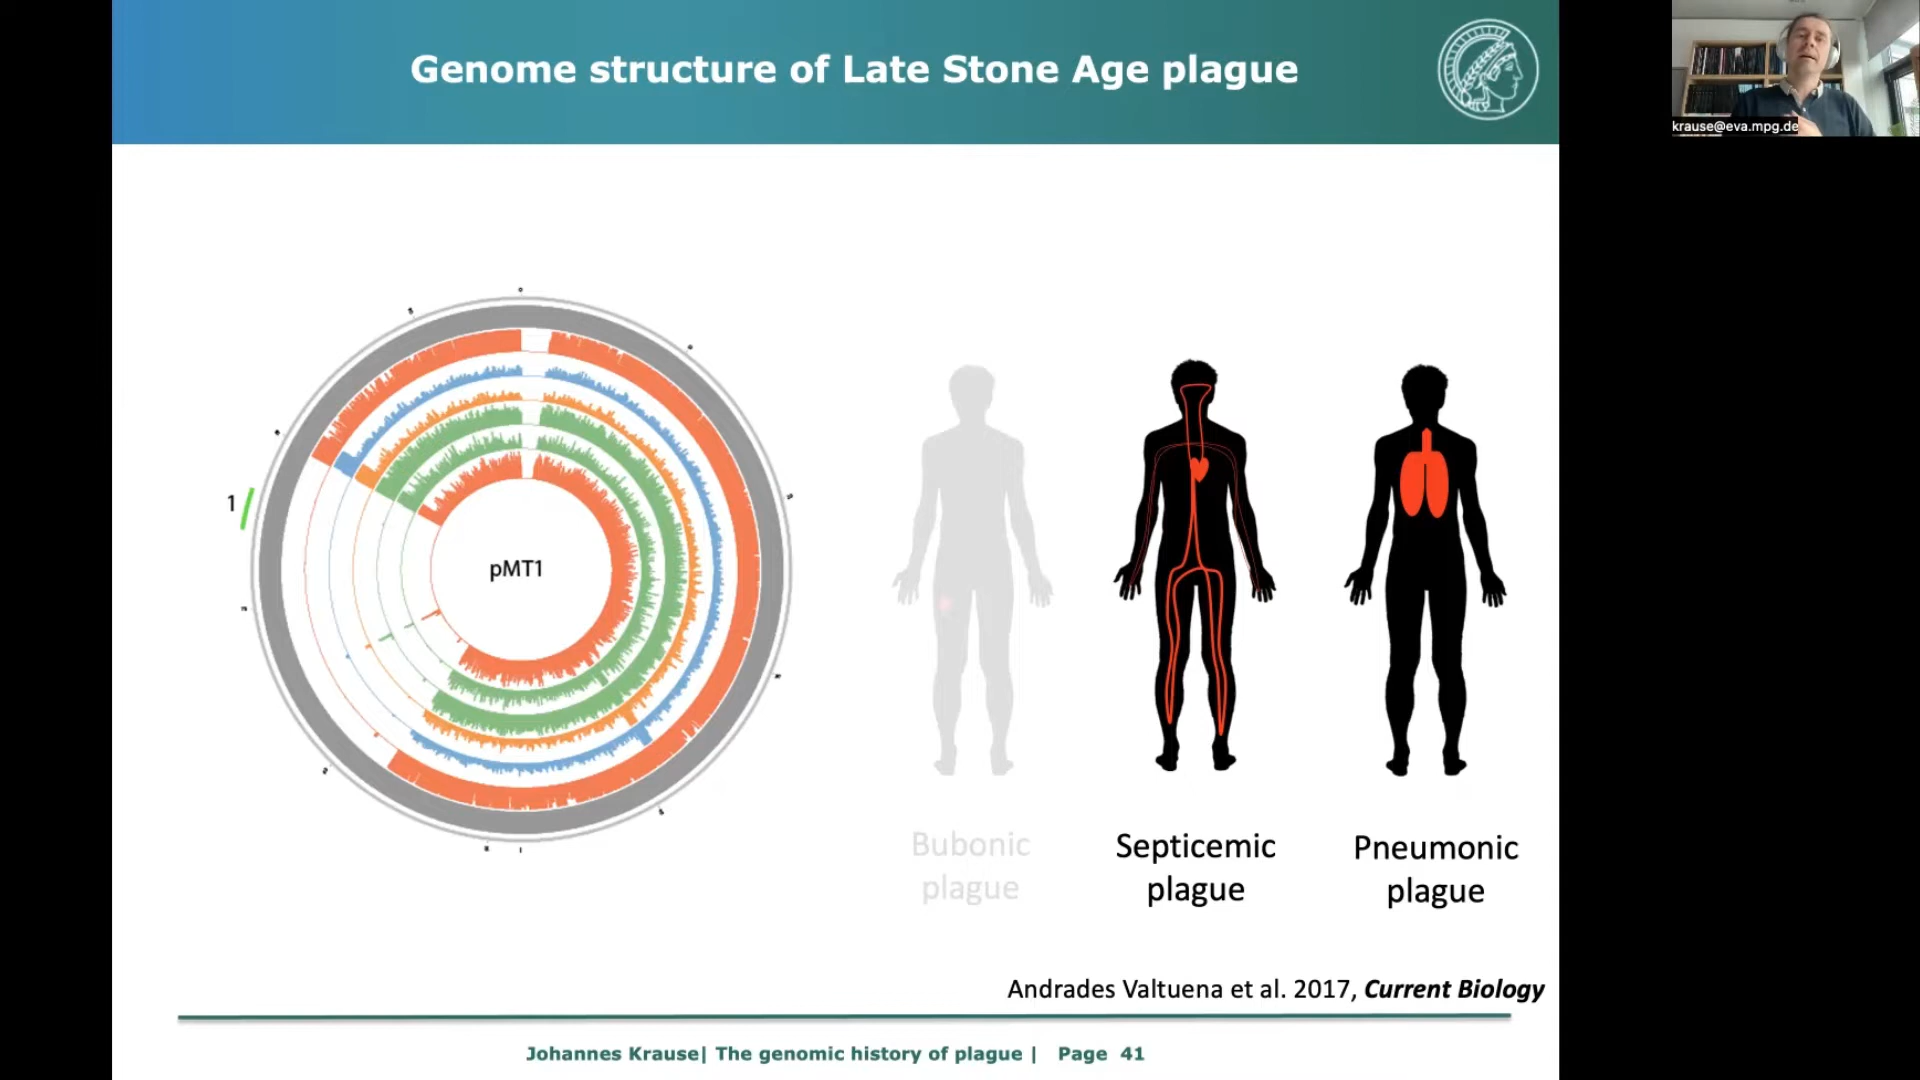 Genome structure of Late Stone Age plague
krause@eva.mpg.de
1
pMT1
Bubonic
plague
Septicemic
plague
Pneumonic
plague
Andrades Valtuena et al. 2017, Current Biology
Johannes Krause| The genomic history of plague | Page 41